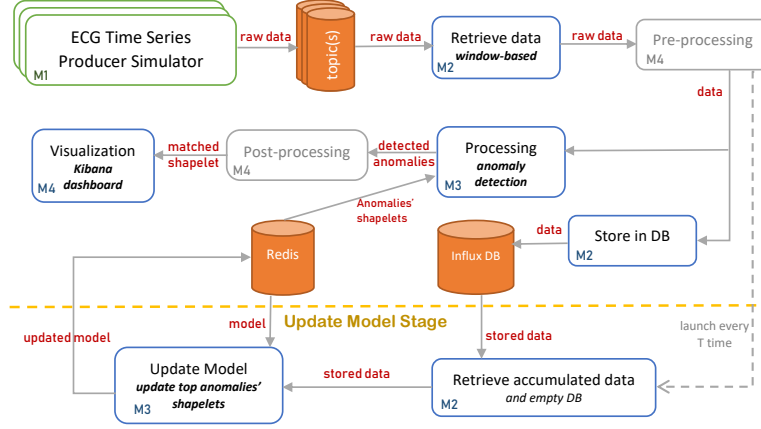 ECG Time Series
Producer Simulator
M1
raw data
topic(s)
raw data
Retrieve data
window-based
M2
raw data
Pre-processing
M4
data
Visualization
Kibana
dashboard
M4
matched
shapelet
Post-processing
M4
detected
anomalies
Processing
anomaly
detection
M3
Anomalies'
shapelets
Redis
Influx DB
data
Store in DB
M2
Update Model Stage
updated model
model
stored data
launch every
T time
Update Model
update top anomalies'
shapelets
M3
stored data
Retrieve accumulated data
and empty DB
M2